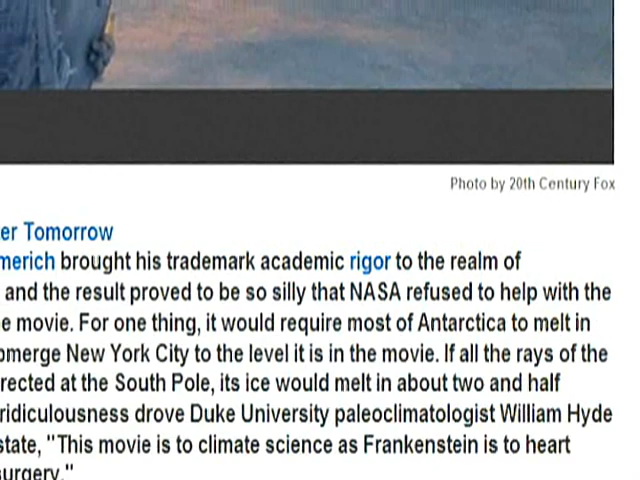 Photo by 20th Century Fox
er Tomorrow
merich brought his trademark academic rigor to the realm of
and the result proved to be so silly that NASA refused to help with the
e movie. For one thing, it would require most of Antarctica to melt in
bmerge New York City to the level it is in the movie. If all the rays of the
rected at the South Pole, its ice would melt in about two and half
ridiculousness drove Duke University paleoclimatologist William Hyde
state, "This movie is to climate science as Frankenstein is to heart
surgery."